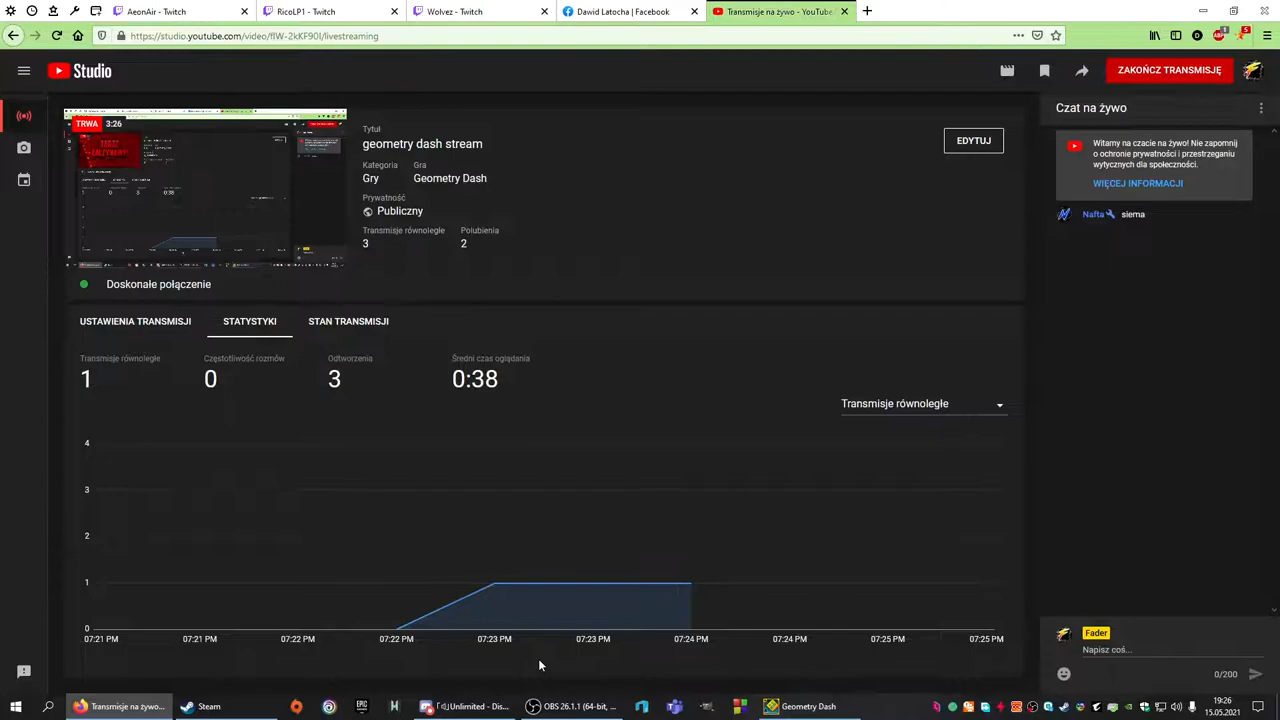 AeonAir - Twitch
RicoLP1 - Twitch
Wolvez - Twitch
Dawid Latocha | Facebook
Transmisje na żywo - YouTube
https://studio.youtube.com/video/flW-2kKF90I/livestreaming
Studio
ZAKOŃCZ TRANSMISJĘ
TRWA 3:26
Tytuł
geometry dash stream
Kategoria Gra
Gry Geometry Dash
Prywatność
Publiczny
Transmisje równoległe Polubienia
3 2
EDYTUJ
Doskonałe połączenie
USTAWIENIA TRANSMISJI STATYSTYKI STAN TRANSMISJI
Transmisje równoległe Częstotliwość rozmów Odtworzenia Średni czas oglądania
1 0 3 0:38
Transmisje równoległe
4
3
2
1
0
07:21 PM 07:21 PM 07:22 PM 07:22 PM 07:23 PM 07:23 PM 07:24 PM 07:24 PM 07:25 PM 07:25 PM
Czat na żywo
Witamy na czacie na żywo! Nie zapomnij
o ochronie prywatności i przestrzeganiu
wytycznych dla społeczności.
WIĘCEJ INFORMACJI
Nafta siema
Fader
Napisz coś...
0/200
Transmisje na żywo...
Steam
EPIC
Unlimited - Dis...
OBS 26.1.1 (64-bit, ...
Geometry Dash
19:26
15.05.2021